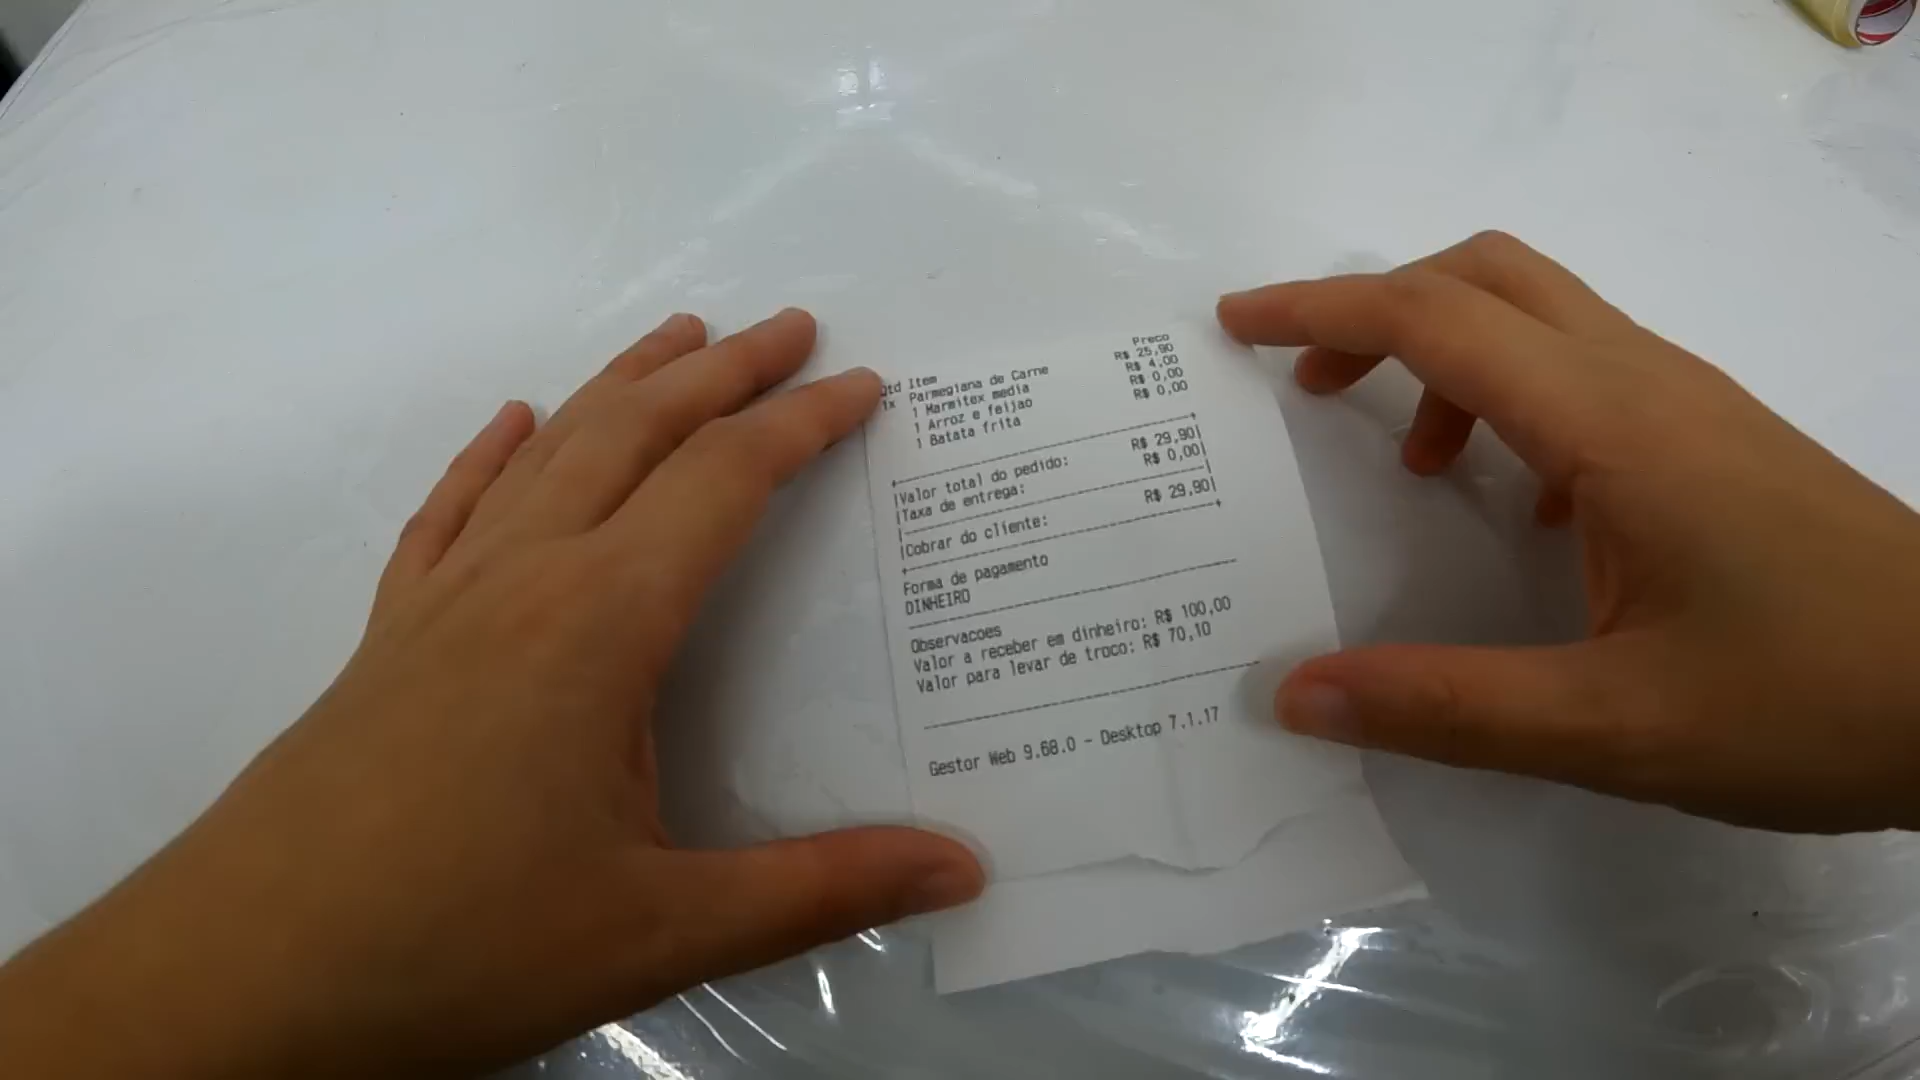 Qtd Item Preco
1x Parmegiana de Carne R$ 25,90
1 Marmitex media R$ 4,00
1 Arroz e feijao R$ 0,00
1 Batata frita R$ 0,00
Valor total do pedido: R$ 29,90
Taxa de entrega: R$ 0,00
Cobrar do cliente: R$ 29,90
Forma de pagamento
DINHEIRO
Observacoes
Valor a receber em dinheiro: R$ 100,00
Valor para levar de troco: R$ 70,10
Gestor Web 9.68.0 - Desktop 7.1.17